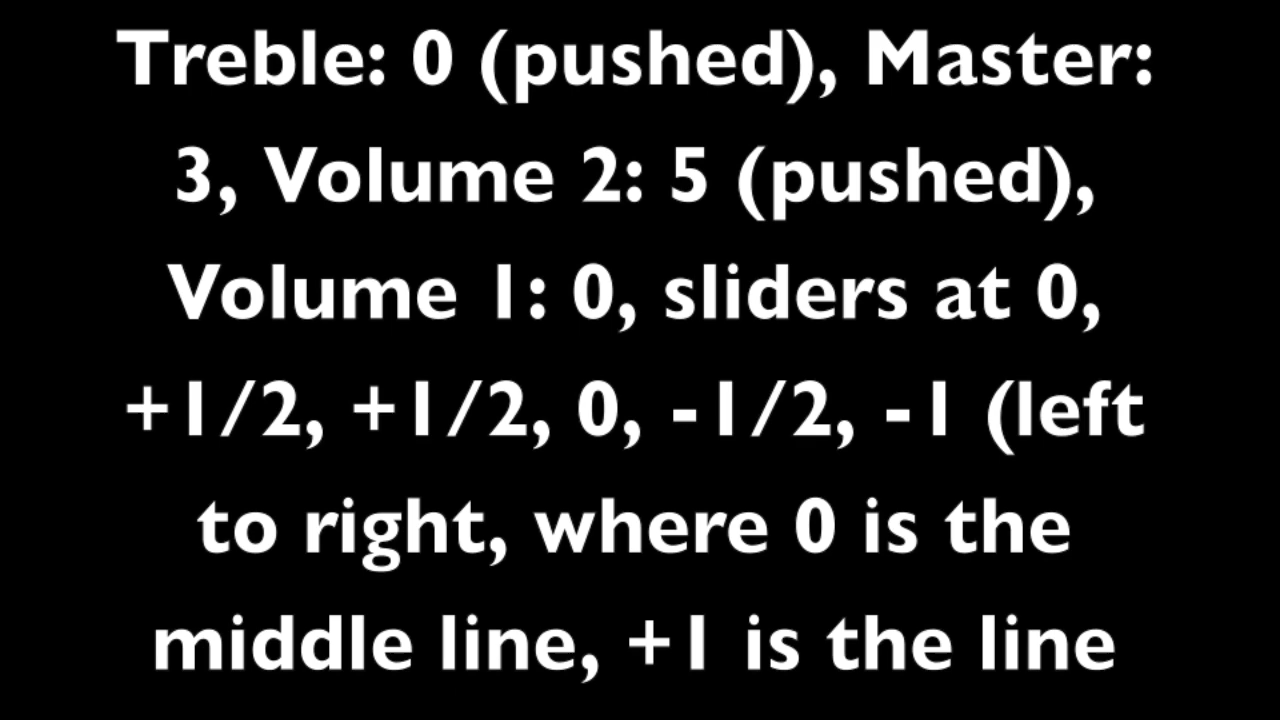 Treble: 0 (pushed), Master:
3, Volume 2: 5 (pushed),
Volume 1: 0, sliders at 0,
+1/2, +1/2, 0, -1/2, -1 (left
to right, where 0 is the
middle line, +1 is the line